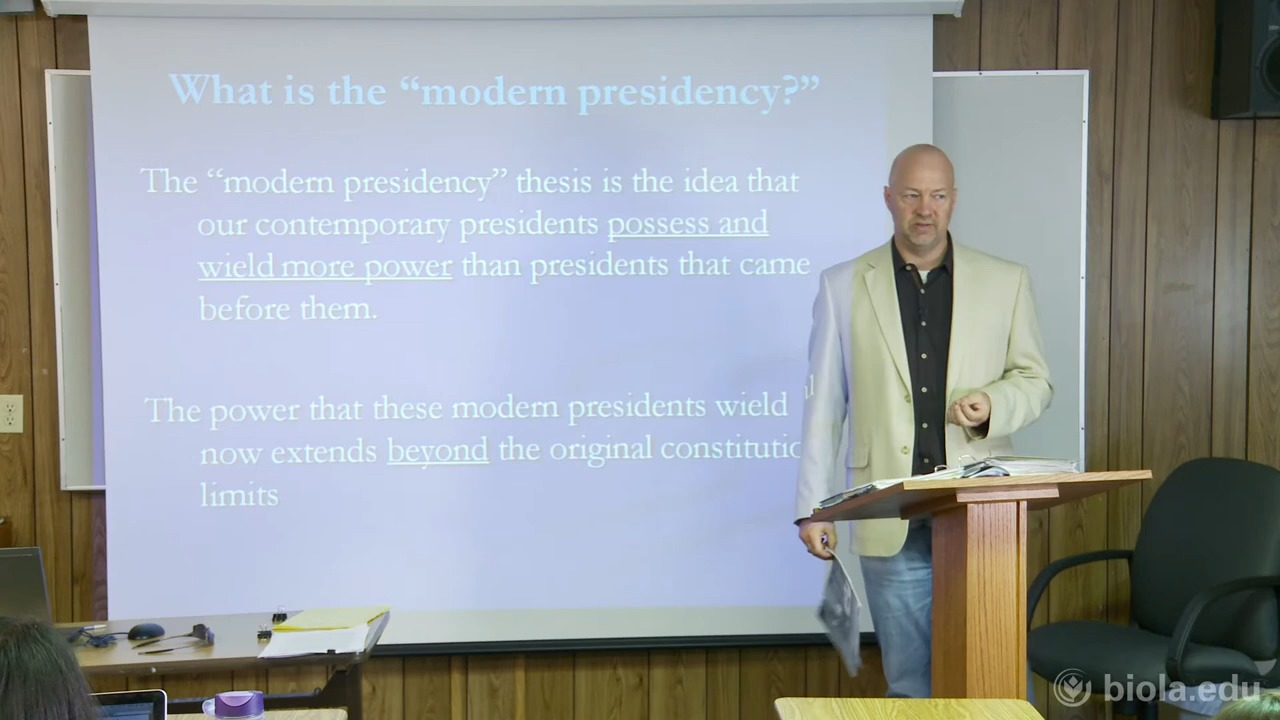 What is the “modern presidency?”
The “modern presidency” thesis is the idea that
our contemporary presidents possess and
wield more power than presidents that came
before them.
The power that these modern presidents wield
now extends beyond the original
limits
biola.edu